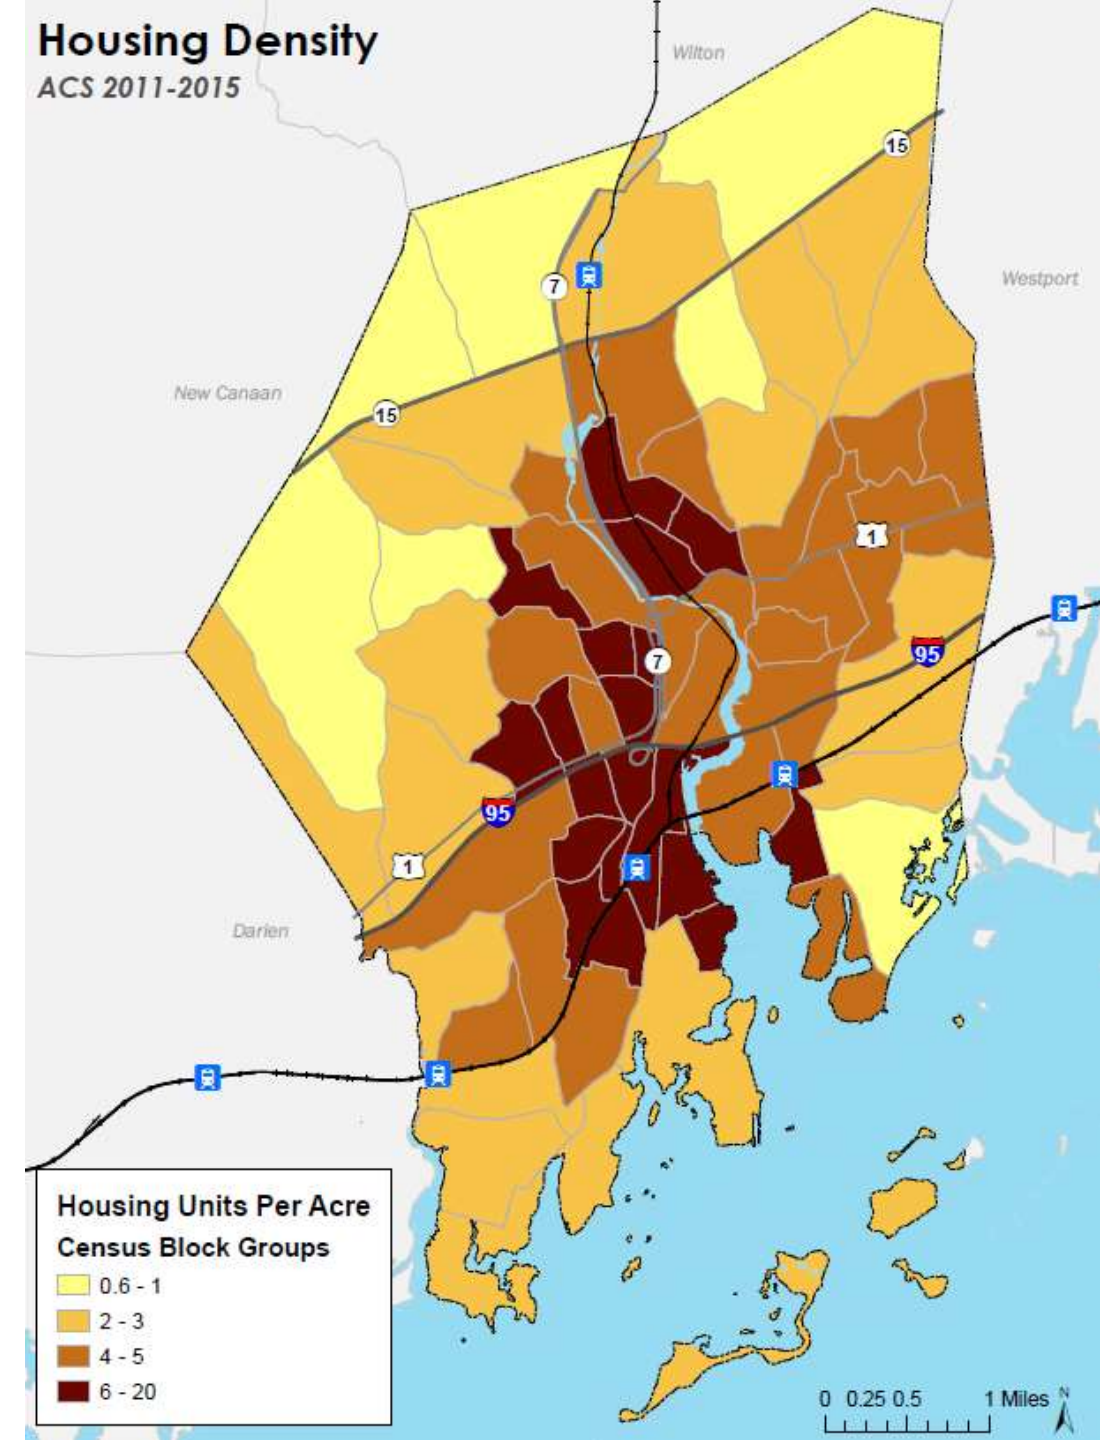 Housing Density
ACS 2011-2015
Wilton
15
Westport
7
New Canaan
15
1
95
7
95
1
Darien
Housing Units Per Acre
Census Block Groups
0.6 - 1
2 - 3
4 - 5
6 - 20
0 0.25 0.5 1 Miles
N